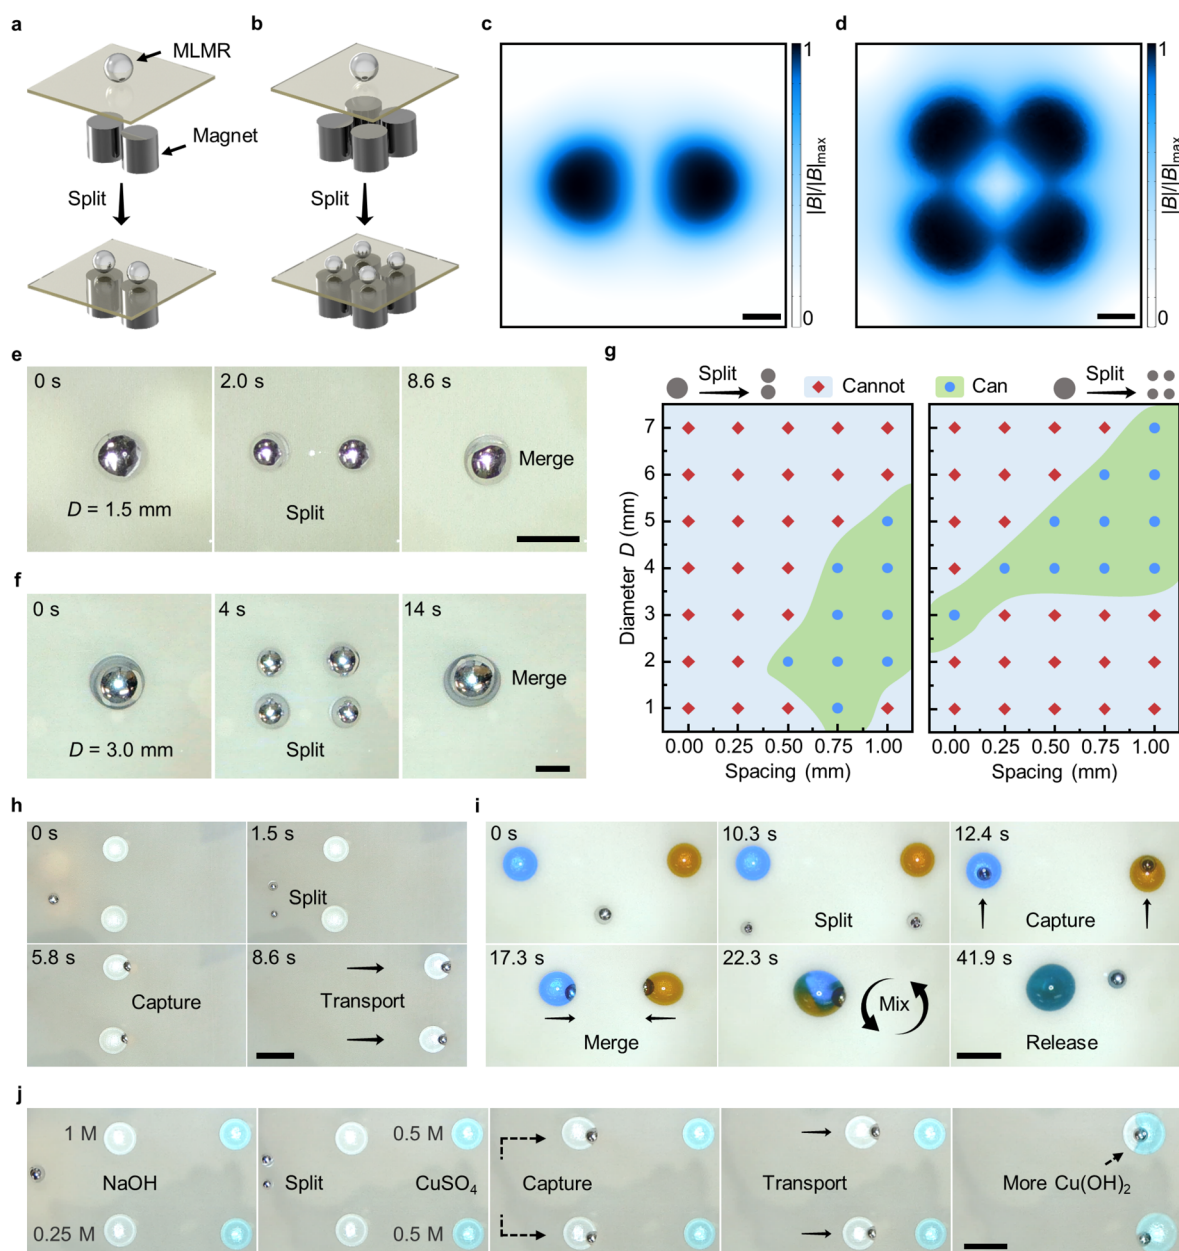 a
MLMR
Magnet
Split
b
Split
c
1
|B|/|B|max
0
d
1
|B|/|B|max
0
e
0 s
D = 1.5 mm
2.0 s
Split
8.6 s
Merge
f
0 s
D = 3.0 mm
4 s
Split
14 s
Merge
g
Split
Cannot
Can
Split
Diameter D (mm)
7
6
5
4
3
2
1
0.00 0.25 0.50 0.75 1.00
Spacing (mm)
0.00 0.25 0.50 0.75 1.00
Spacing (mm)
h
0 s
1.5 s
Split
5.8 s
Capture
8.6 s
Transport
i
0 s
10.3 s
Split
12.4 s
Capture
17.3 s
Merge
22.3 s
Mix
41.9 s
Release
j
1 M
NaOH
0.25 M
Split
0.5 M
CuSO4
0.5 M
Capture
Transport
More Cu(OH)2